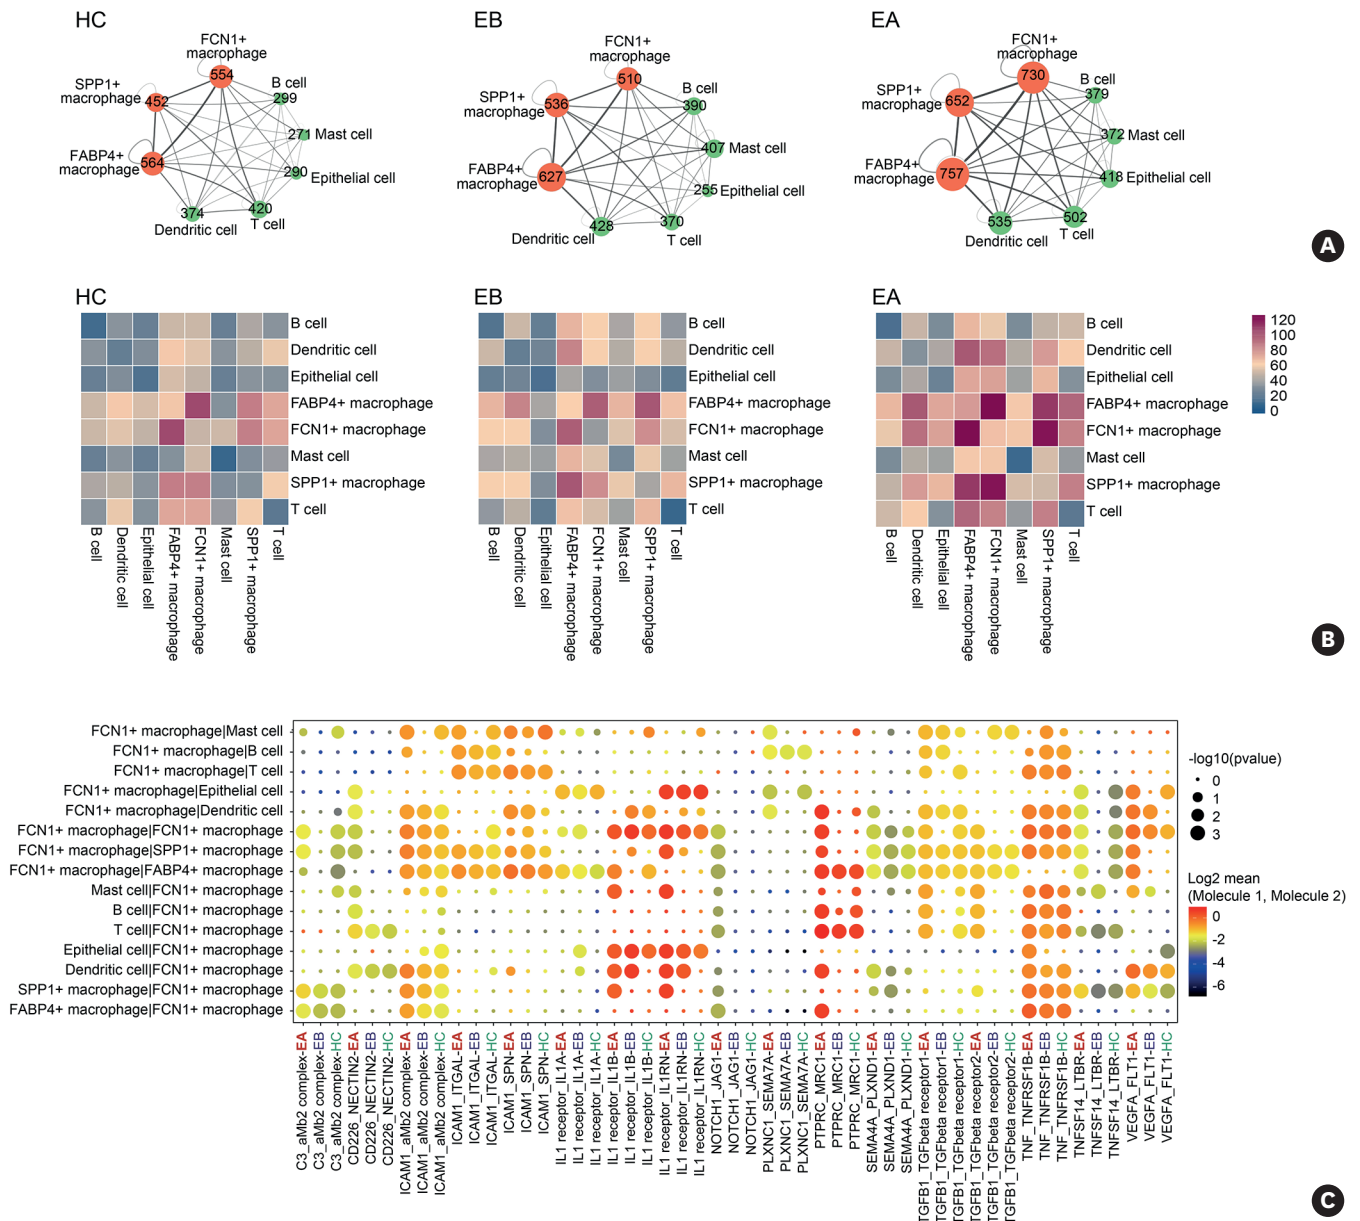 HC
EB
EA
FCN1+
macrophage
554
B cell
299
SPP1+
macrophage
452
271 Mast cell
FABP4+
macrophage
564
290
Epithelial cell
374
420
Dendritic cell
T cell
FCN1+
macrophage
510
B cell
390
SPP1+
macrophage
536
407 Mast cell
FABP4+
macrophage
627
255 Epithelial cell
428
370
Dendritic cell
T cell
FCN1+
macrophage
730
B cell
379
SPP1+
macrophage
652
372 Mast cell
FABP4+
macrophage
757
418 Epithelial cell
535
502
Dendritic cell
T cell
A
HC
B cell
Dendritic cell
Epithelial cell
FABP4+ macrophage
FCN1+ macrophage
Mast cell
SPP1+ macrophage
T cell
B cell
Dendritic cell
Epithelial cell
FABP4+ macrophage
FCN1+ macrophage
Mast cell
SPP1+ macrophage
T cell
EB
B cell
Dendritic cell
Epithelial cell
FABP4+ macrophage
FCN1+ macrophage
Mast cell
SPP1+ macrophage
T cell
B cell
Dendritic cell
Epithelial cell
FABP4+ macrophage
FCN1+ macrophage
Mast cell
SPP1+ macrophage
T cell
EA
B cell
Dendritic cell
Epithelial cell
FABP4+ macrophage
FCN1+ macrophage
Mast cell
SPP1+ macrophage
T cell
B cell
Dendritic cell
Epithelial cell
FABP4+ macrophage
FCN1+ macrophage
Mast cell
SPP1+ macrophage
T cell
120
100
80
60
40
20
0
B
FCN1+ macrophage|Mast cell
FCN1+ macrophage|B cell
FCN1+ macrophage|T cell
FCN1+ macrophage|Epithelial cell
FCN1+ macrophage|Dendritic cell
FCN1+ macrophage|FCN1+ macrophage
FCN1+ macrophage|SPP1+ macrophage
FCN1+ macrophage|FABP4+ macrophage
Mast cell|FCN1+ macrophage
B cell|FCN1+ macrophage
T cell|FCN1+ macrophage
Epithelial cell|FCN1+ macrophage
Dendritic cell|FCN1+ macrophage
SPP1+ macrophage|FCN1+ macrophage
FABP4+ macrophage|FCN1+ macrophage
C3_aMb2 complex-EA
C3_aMb2 complex-EB
C3_aMb2 complex-HC
CD226_NECTIN2-EA
CD226_NECTIN2-EB
CD226_NECTIN2-HC
ICAM1_aMb2 complex-EA
ICAM1_aMb2 complex-EB
ICAM1_aMb2 complex-HC
ICAM1_ITGAL-EA
ICAM1_ITGAL-EB
ICAM1_ITGAL-HC
ICAM1_SPN-EA
ICAM1_SPN-EB
ICAM1_SPN-HC
IL1 receptor_IL1A-EA
IL1 receptor_IL1A-EB
IL1 receptor_IL1A-HC
IL1 receptor_IL1B-EA
IL1 receptor_IL1B-EB
IL1 receptor_IL1B-HC
IL1 receptor_IL1RN-EA
IL1 receptor_IL1RN-EB
IL1 receptor_IL1RN-HC
NOTCH1_JAG1-EA
NOTCH1_JAG1-EB
NOTCH1_JAG1-HC
PLXNC1_SEMA7A-EA
PLXNC1_SEMA7A-EB
PLXNC1_SEMA7A-HC
PTPRC_MRC1-EA
PTPRC_MRC1-EB
PTPRC_MRC1-HC
SEMA4A_PLXND1-EA
SEMA4A_PLXND1-EB
SEMA4A_PLXND1-HC
TGFB1_TGFbeta receptor1-EA
TGFB1_TGFbeta receptor1-EB
TGFB1_TGFbeta receptor1-HC
TGFB1_TGFbeta receptor2-EA
TGFB1_TGFbeta receptor2-EB
TGFB1_TGFbeta receptor2-HC
TNF_TNFRSF1B-EA
TNF_TNFRSF1B-EB
TNF_TNFRSF1B-HC
TNFSF14_LTBR-EA
TNFSF14_LTBR-EB
TNFSF14_LTBR-HC
VEGFA_FLT1-EA
VEGFA_FLT1-EB
VEGFA_FLT1-HC
-log10(pvalue)
0
1
2
3
Log2 mean
(Molecule 1, Molecule 2)
0
-2
-4
-6
C